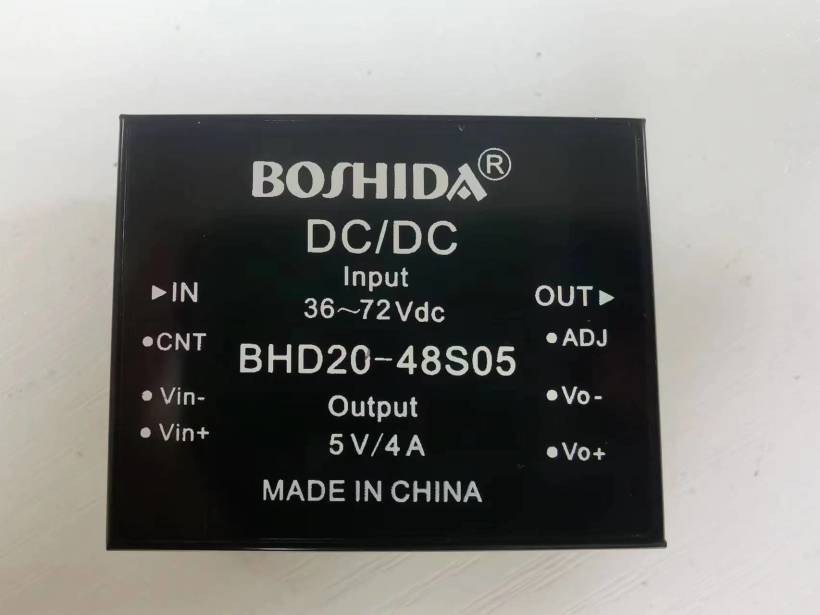 BOSHIDA®
DC/DC
Input
36~72Vdc
▶IN
OUT▶
•CNT
•ADJ
BHD20-48S05
•Vin-
•Vo-
Output
•Vin+
5V/4A
•Vo+
MADE IN CHINA